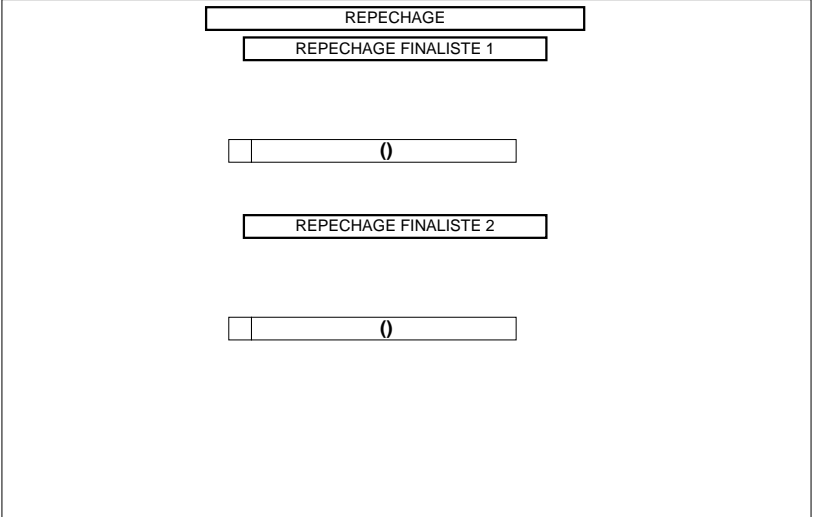 REPECHAGE
REPECHAGE FINALISTE 1
()
REPECHAGE FINALISTE 2
()